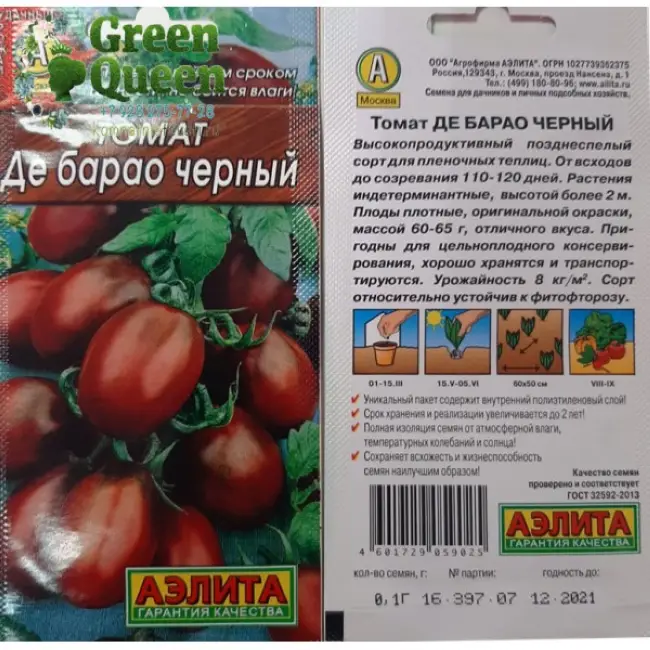 Green
Queen
м сроком
влаги
ТОМАТ
Де барао черный
АЭЛИТА
ГАРАНТИЯ КАЧЕСТВА
А
Москва
ООО "Агрофирма АЭЛИТА". ОГРН 1027739352375
Россия,129343, г. Москва, проезд Нансена, д. 1
Тел.: (499) 180-80-96; www.ailita.ru
Семена для дачников и личных подсобных хозяйств.
Томат ДЕ БАРАО ЧЕРНЫЙ
Высокопродуктивный позднеспелый
сорт для пленочных теплиц. От всходов
до созревания 110-120 дней. Растения
индетерминантные, высотой более 2 м.
Плоды плотные, оригинальной окраски,
массой 60-65 г, отличного вкуса. При-
годны для цельноплодного консерви-
рования, хорошо хранятся и транспор-
тируются. Урожайность 8 кг/м². Сорт
относительно устойчив к фитофторозу.
01-15.III
15.V-05.VI
60x50 см
VIII-IX
Уникальный пакет содержит внутренний полиэтиленовый слой!
Срок хранения и реализации увеличивается до 2 лет!
Полная изоляция семян от атмосферной влаги,
температурных колебаний и солнца!
Сохраняет всхожесть и жизнеспособность
семян наилучшим образом!
Качество семян
проверено и соответствует
ГОСТ 32592-2013
АЭЛИТА
ГАРАНТИЯ КАЧЕСТВА
4 601729 059025
кол-во семян, г: № партии: годность до:
0,1Г 16-397-07 12.2021